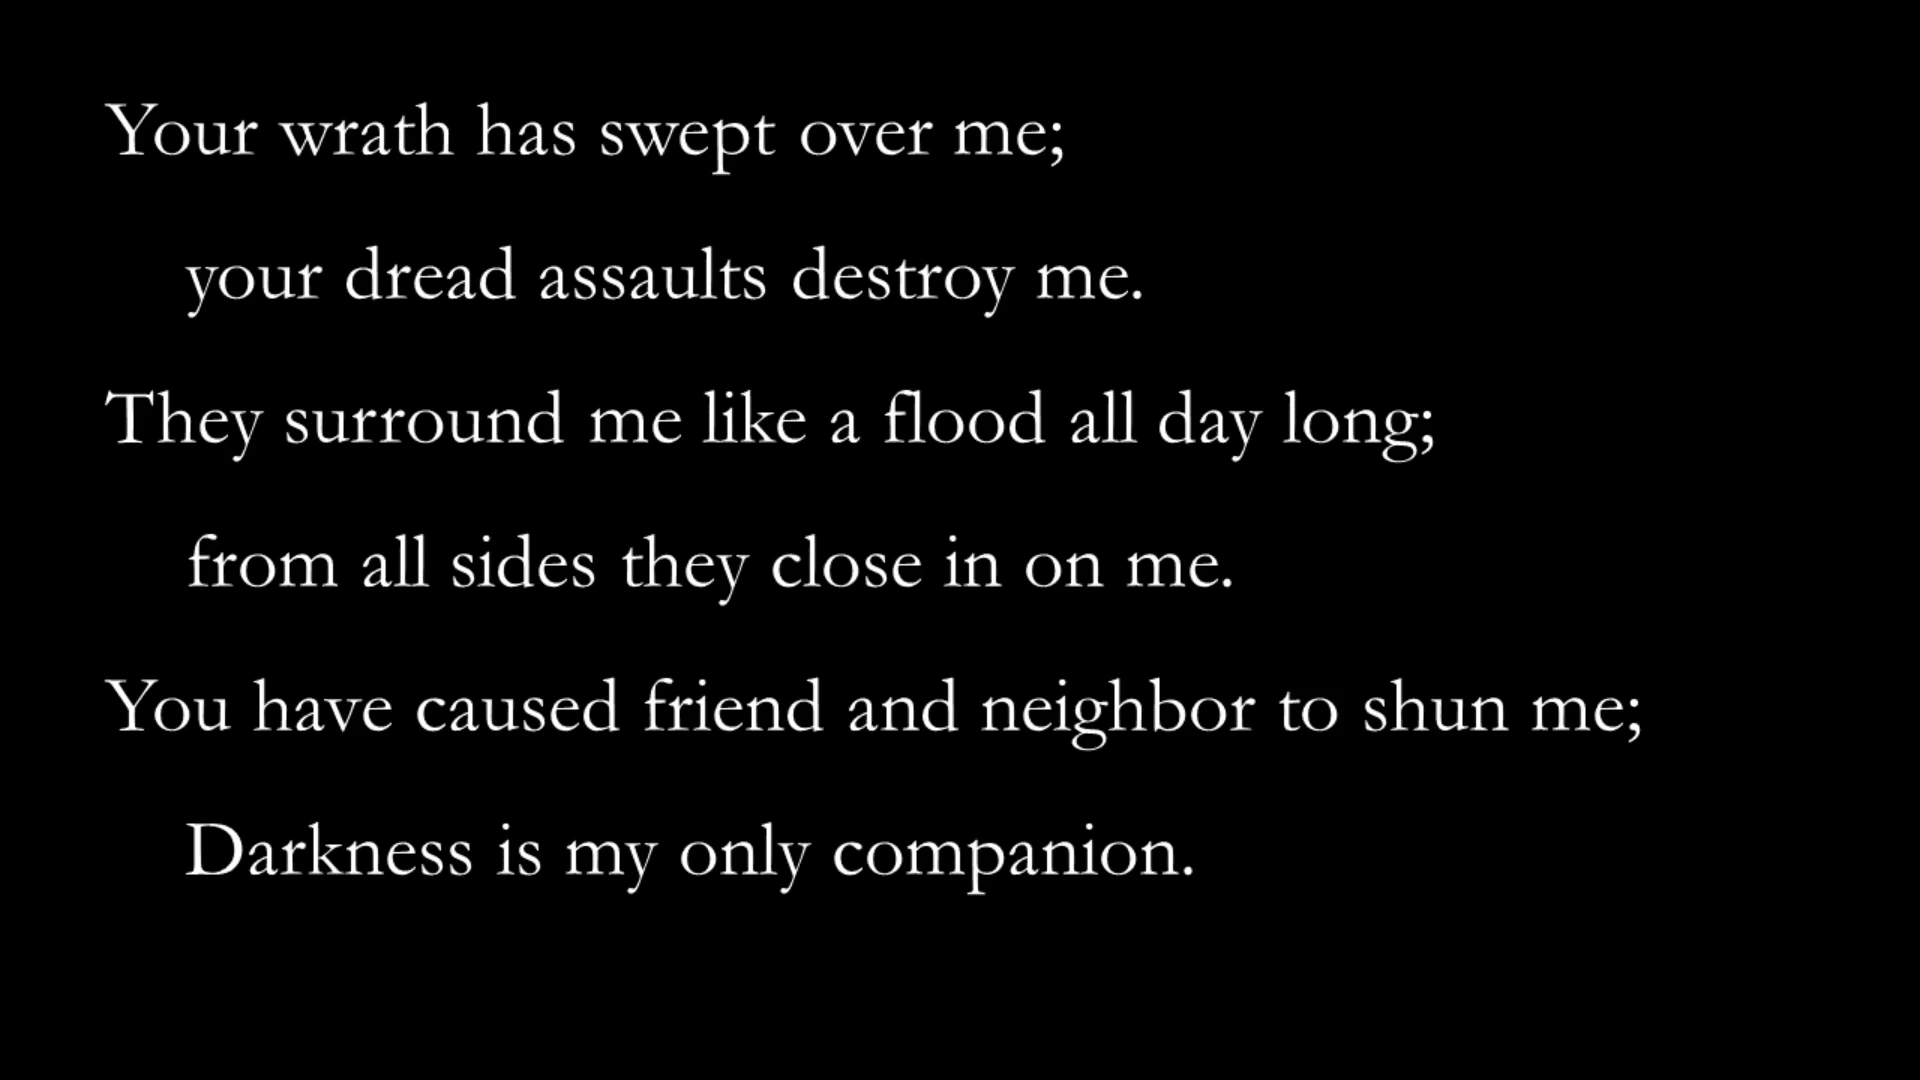 Your wrath has swept over me;
your dread assaults destroy me.
They surround me like a flood all day long;
from all sides they close in on me.
You have caused friend and neighbor to shun me;
Darkness is my only companion.